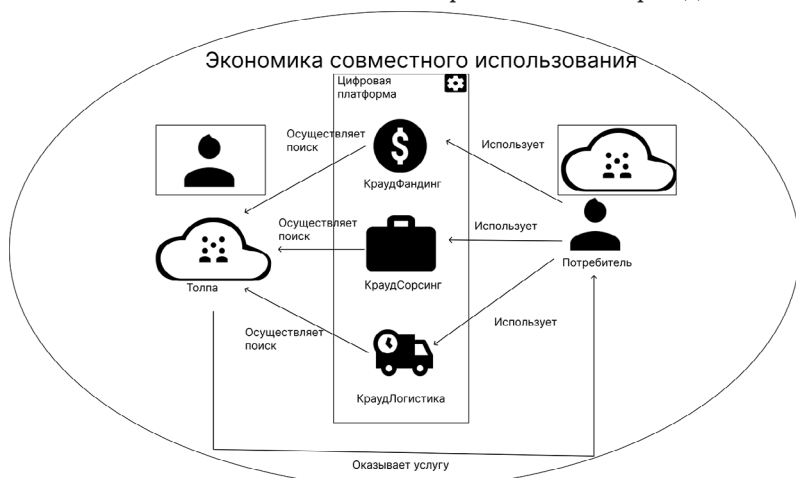 Экономика совместного использования
Цифровая
платформа
Осуществляет
поиск
Использует
КраудФандинг
Осуществляет
поиск
Использует
Толпа
КраудСорсинг
Потребитель
Осуществляет
поиск
Использует
КраудЛогистика
Оказывает услугу